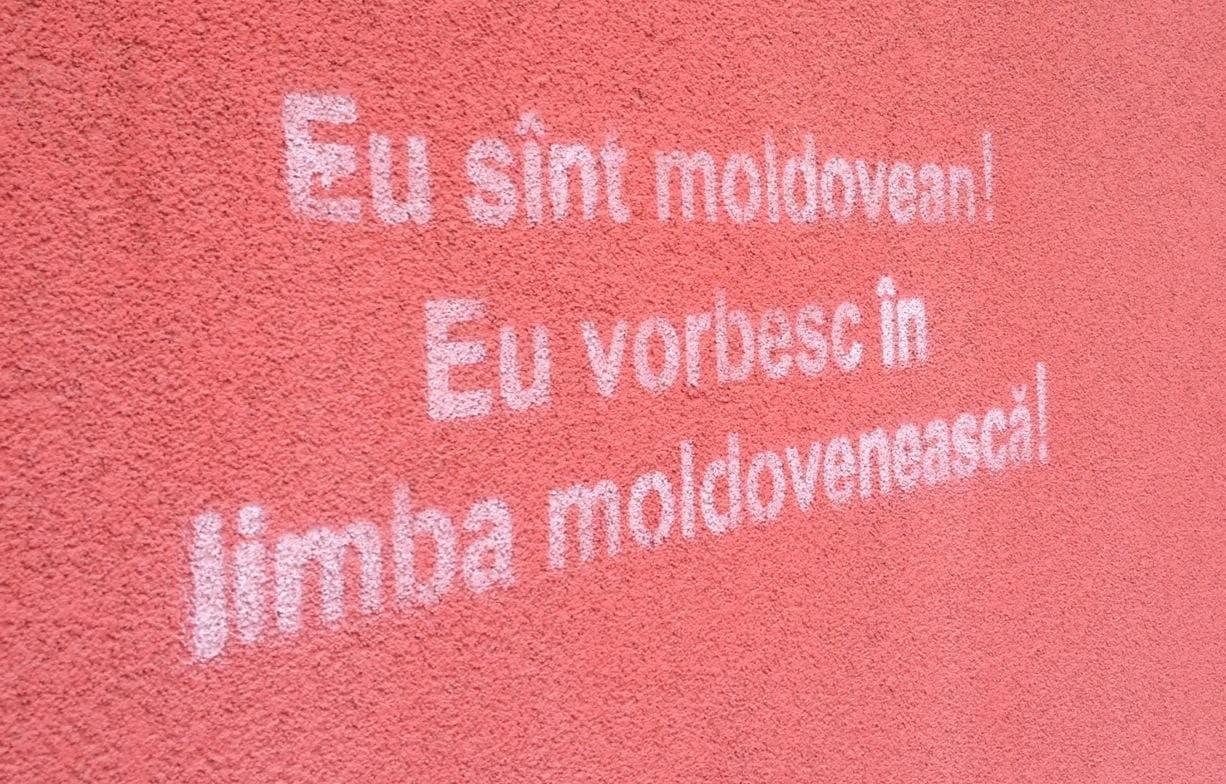 Eu sînt moldovean!
Eu vorbesc în
limba moldovenească!